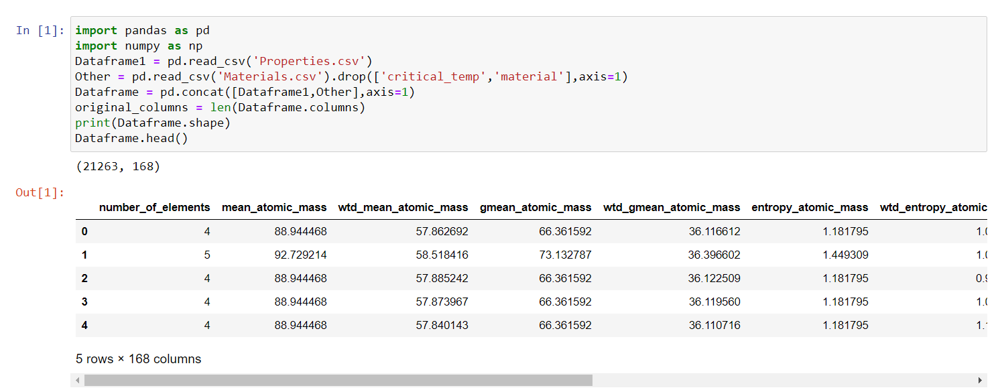 In [1]: import pandas as pd
import numpy as np
Dataframe1 = pd.read_csv('Properties.csv')
Other = pd.read_csv('Materials.csv').drop(['critical_temp','material'],axis=1)
Dataframe = pd.concat([Dataframe1,Other],axis=1)
original_columns = len(Dataframe.columns)
print(Dataframe.shape)
Dataframe.head()
(21263, 168)
Out[1]:
number_of_elements mean_atomic_mass wtd_mean_atomic_mass gmean_atomic_mass wtd_gmean_atomic_mass entropy_atomic_mass wtd_entropy_atomic
0 4 88.944468 57.862692 66.361592 36.116612 1.181795 1.0
1 5 92.729214 58.518416 73.132787 36.396602 1.449309 1.0
2 4 88.944468 57.885242 66.361592 36.122509 1.181795 0.9
3 4 88.944468 57.873967 66.361592 36.119560 1.181795 1.0
4 4 88.944468 57.840143 66.361592 36.110716 1.181795 1.1
5 rows × 168 columns